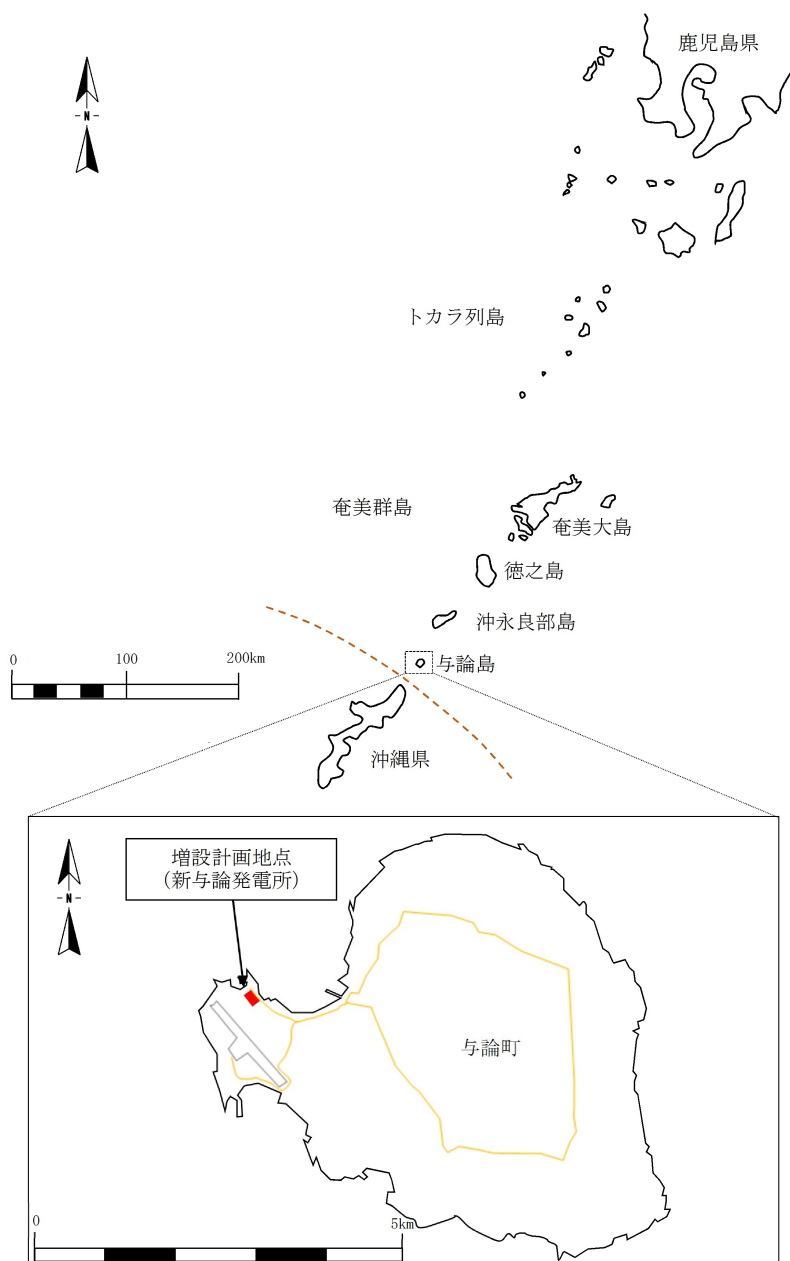 鹿児島県
-N-
トカラ列島
奄美群島
奄美大島
徳之島
沖永良部島
0 100 200km
与論島
沖縄県
増設計画地点
(新与論発電所)
-N-
与論町
0 5km